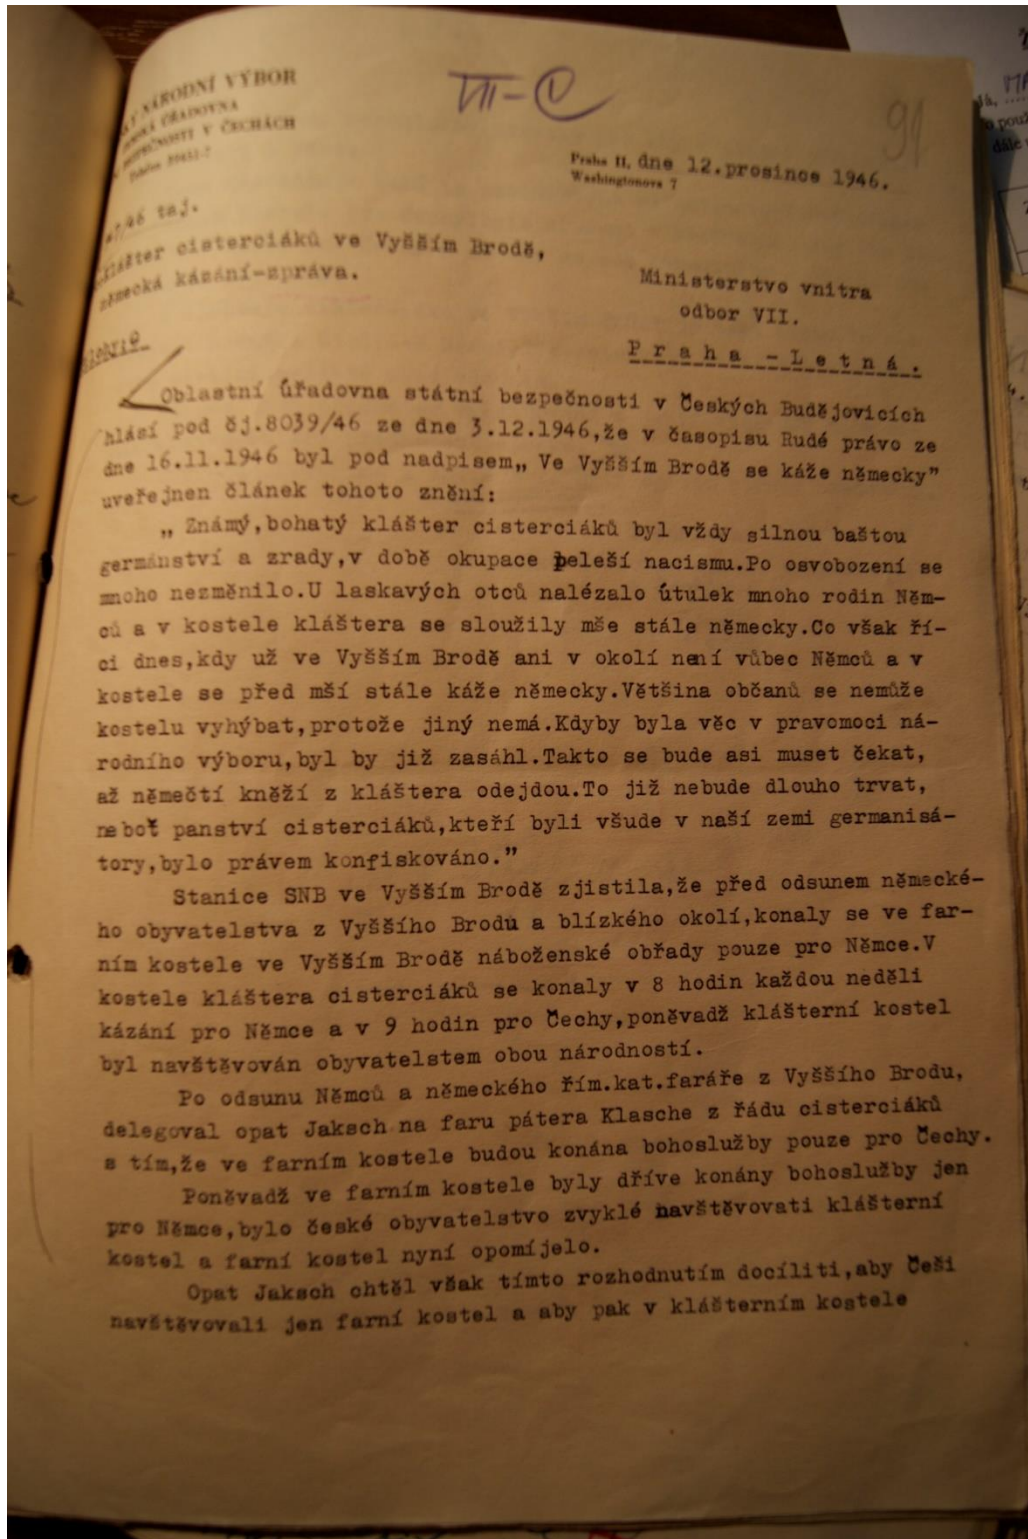 NÁRODNÍ VÝBOR
ÚŘADOVNA
BEZPEČNOSTI V ČECHÁCH
VII-C
91
Praha II, dne 12.prosince 1946.
Washingtonova 7
/46 taj.
klášter cisterciáků ve Vyšším Brodě,
německá kázání-zpráva.
Ministerstvo vnitra
odbor VII.
P r a h a - L e t n á .
Oblastní úřadovna státní bezpečnosti v Českých Budějovicích
hlásí pod čj.8039/46 ze dne 3.12.1946,že v časopisu Rudé právo ze
dne 16.11.1946 byl pod nadpisem„ Ve Vyšším Brodě se káže německy”
uveřejnen článek tohoto znění:
„ Známý,bohatý klášter cisterciáků byl vždy silnou baštou
germánství a zrady,v době okupace peleší nacismu.Po osvobození se
mnoho nezměnilo.U laskavých otců nalézalo útulek mnoho rodin Něm-
ců a v kostele kláštera se sloužily mše stále německy.Co však ří-
ci dnes,kdy už ve Vyšším Brodě ani v okolí není vůbec Němců a v
kostele se před mší stále káže německy.Většina občanů se nemůže
kostelu vyhýbat,protože jiný nemá.Kdyby byla věc v pravomoci ná-
rodního výboru,byl by již zasáhl.Takto se bude asi muset čekat,
až němečtí kněží z kláštera odejdou.To již nebude dlouho trvat,
neboť panství cisterciáků,kteří byli všude v naší zemi germanisá-
tory,bylo právem konfiskováno.”
Stanice SNB ve Vyšším Brodě zjistila,že před odsunem německé-
ho obyvatelstva z Vyššího Brodu a blízkého okolí,konaly se ve far-
ním kostele ve Vyšším Brodě náboženské obřady pouze pro Němce.V
kostele kláštera cisterciáků se konaly v 8 hodin každou neděli
kázání pro Němce a v 9 hodin pro Čechy,poněvadž klášterní kostel
byl navštěvován obyvatelstem obou národností.
Po odsunu Němců a německého řím.kat.faráře z Vyššího Brodu,
delegoval opat Jaksch na faru pátera Klasche z řádu cisterciáků
s tím,že ve farním kostele budou konána bohoslužby pouze pro Čechy.
Poněvadž ve farním kostele byly dříve konány bohoslužby jen
pro Němce,bylo české obyvatelstvo zvyklé navštěvovati klášterní
kostel a farní kostel nyní opomíjelo.
Opat Jaksch chtěl však tímto rozhodnutím docíliti,aby Češi
navštěvovali jen farní kostel a aby pak v klášterním kostele